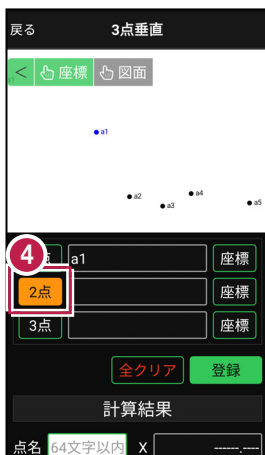 戻る 3点垂直
< 座標 図面
a1
a2 a4
a3 a5
4 点 a1 座標
2点 座標
3点 座標
全クリア 登録
計算結果
点名 64文字以内 X ------.----